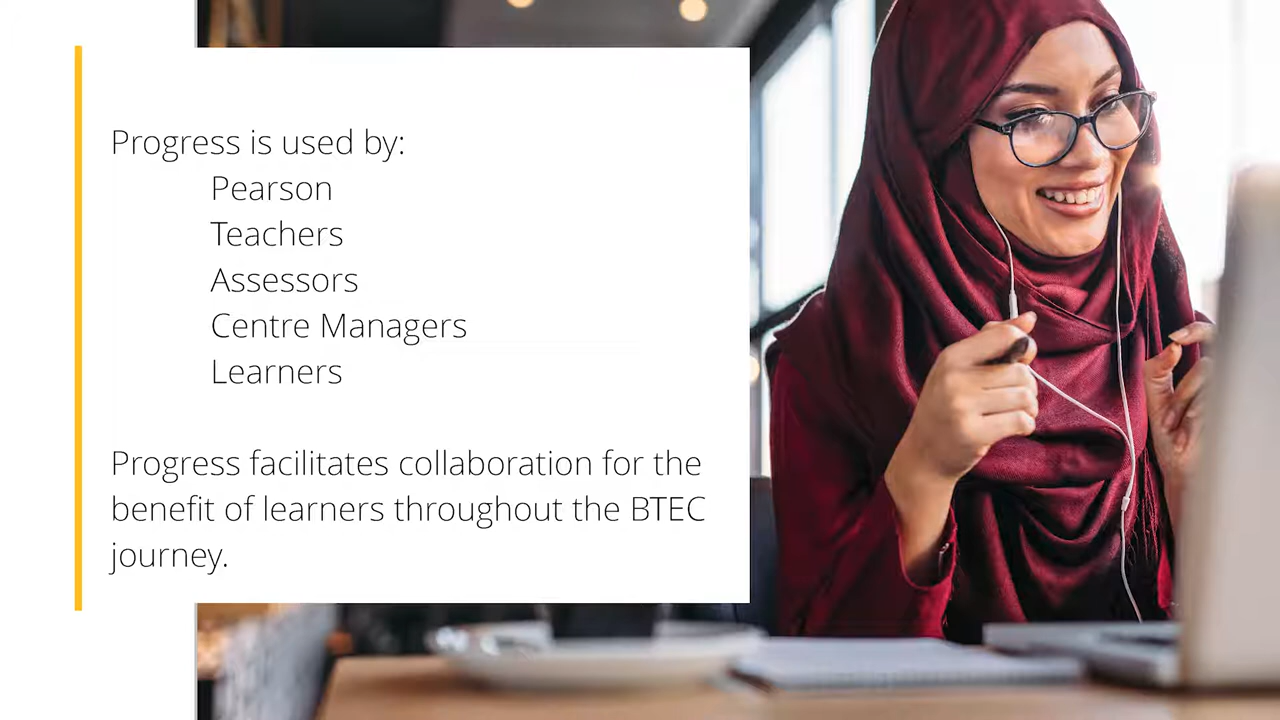 Progress is used by:
Pearson
Teachers
Assessors
Centre Managers
Learners
Progress facilitates collaboration for the
benefit of learners throughout the BTEC
journey.